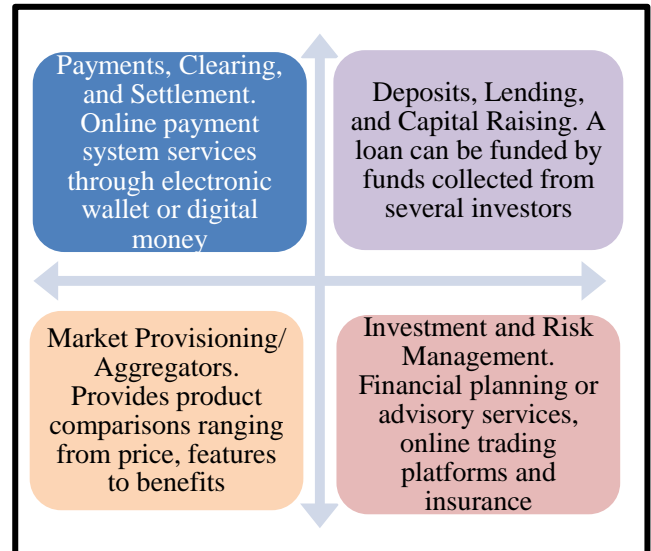 Payments, Clearing,
and Settlement.
Online payment
system services
through electronic
wallet or digital
money
Deposits, Lending,
and Capital Raising. A
loan can be funded by
funds collected from
several investors
Market Provisioning/
Aggregators.
Provides product
comparisons ranging
from price, features
to benefits
Investment and Risk
Management.
Financial planning or
advisory services,
online trading
platforms and
insurance